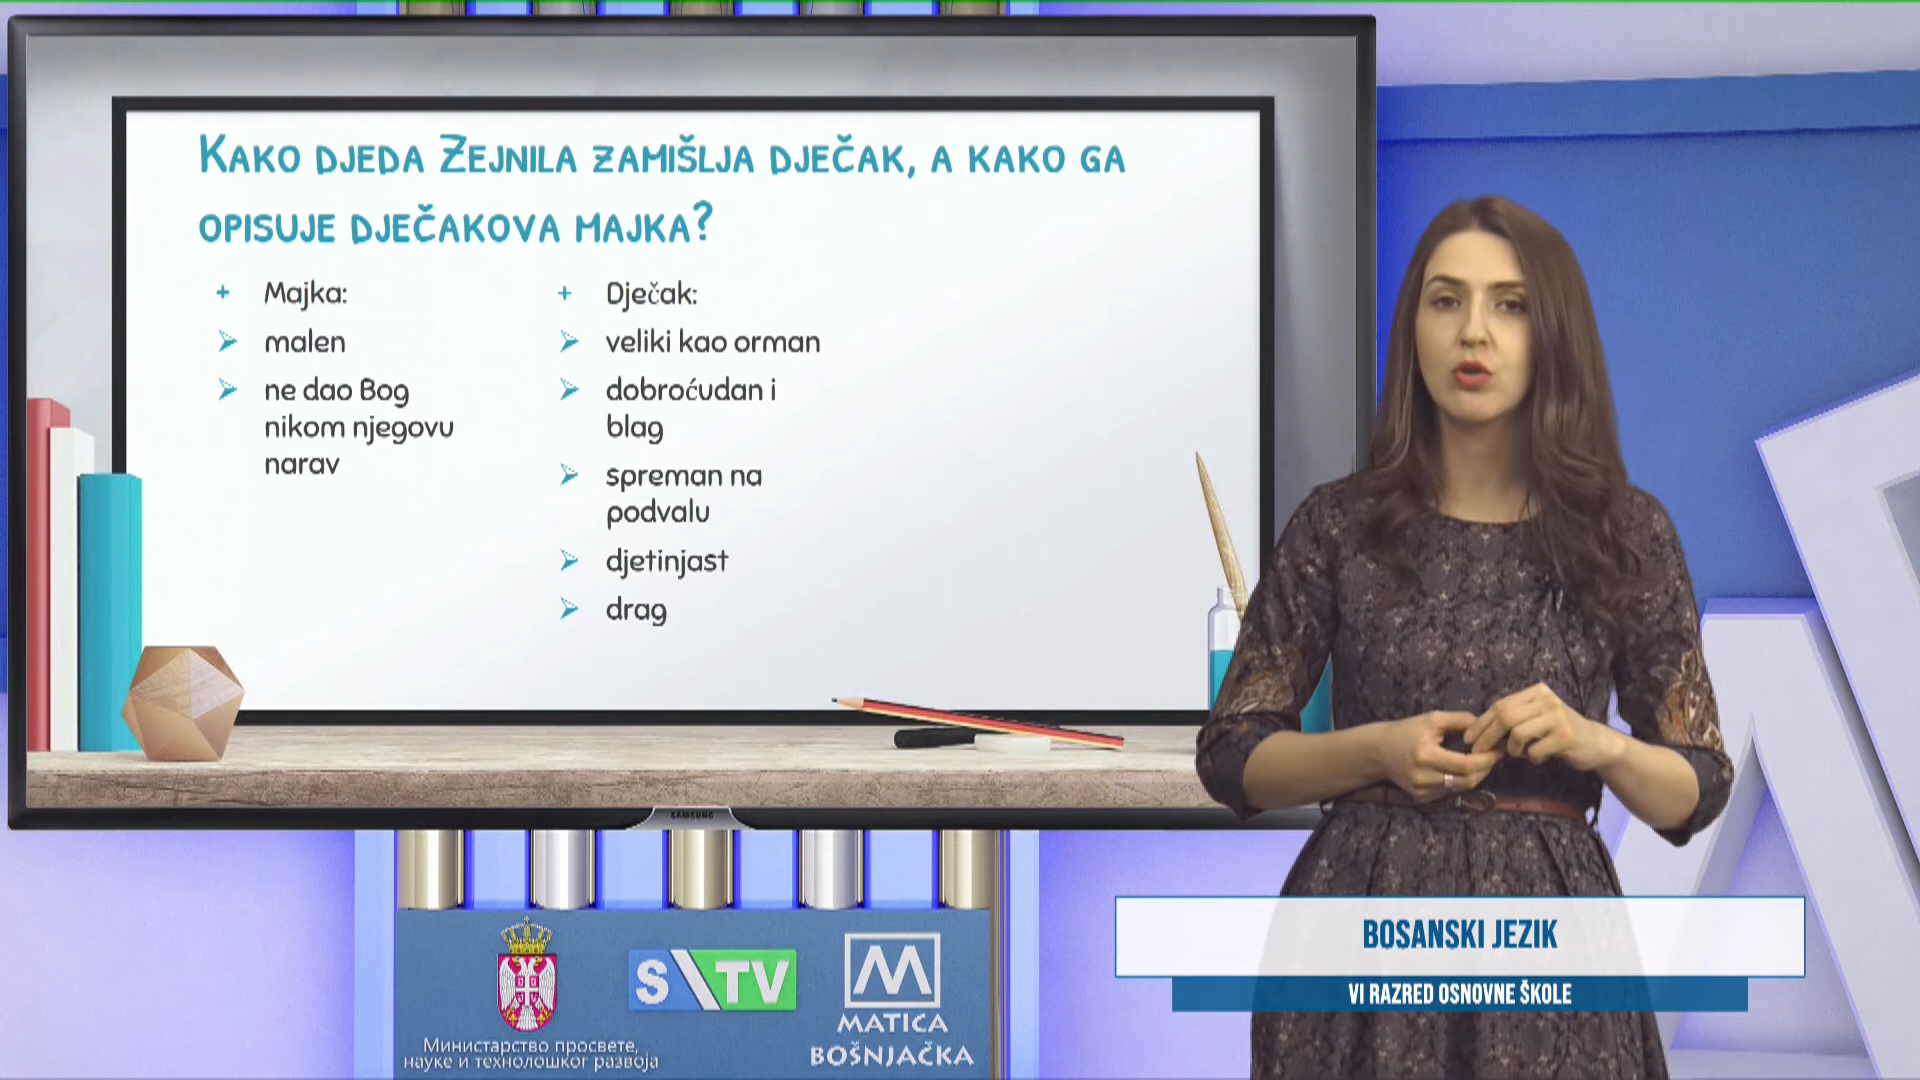 Kako djeda Zejnila zamišlja dječak, a kako ga
opisuje dječakova majka?
+ Majka:
malen
ne dao Bog
nikom njegovu
narav
+ Dječak:
veliki kao orman
dobroćudan i
blag
spreman na
podvalu
djetinjast
drag
SAMSUNG
BOSANSKI JEZIK
VI RAZRED OSNOVNE ŠKOLE
Министарство просвете,
науке и технолошког развоја
S TV
MATICA
BOŠNJAČKA